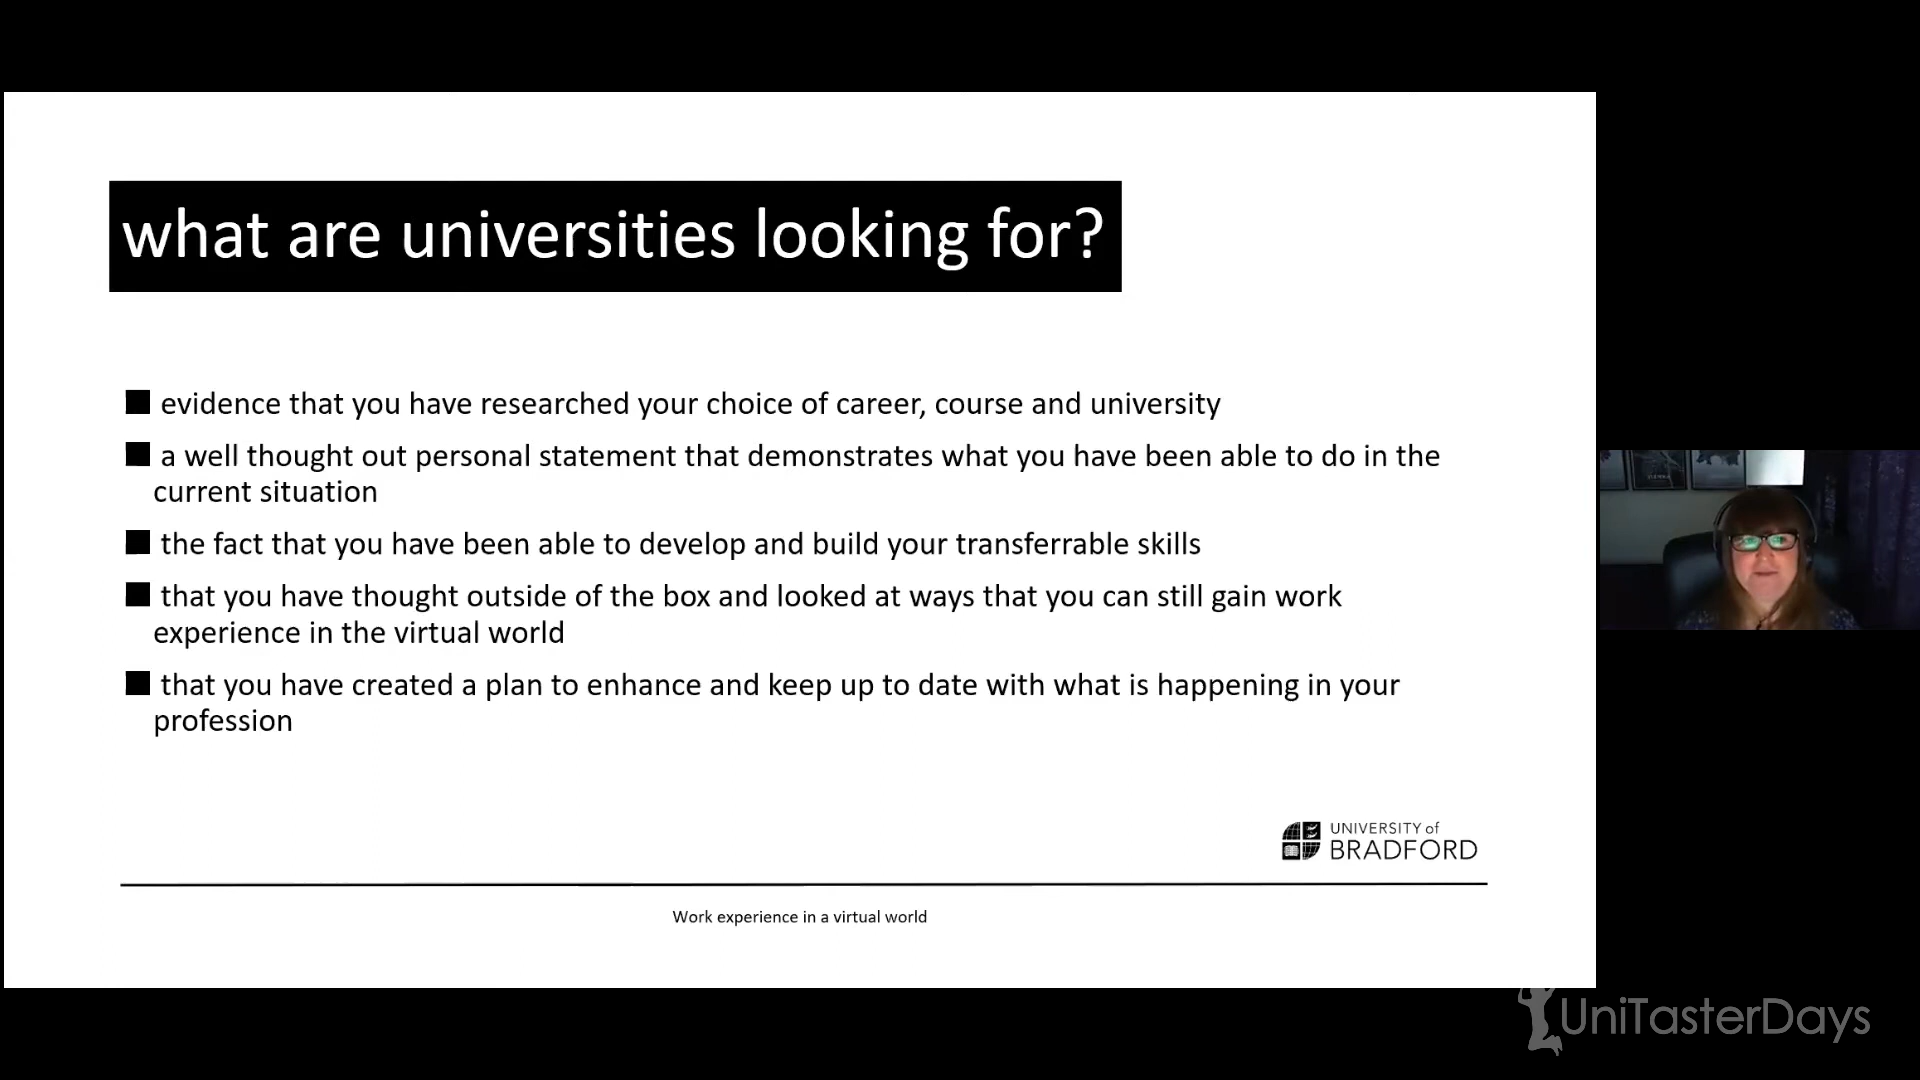 what are universities looking for?
evidence that you have researched your choice of career, course and university
a well thought out personal statement that demonstrates what you have been able to do in the
current situation
the fact that you have been able to develop and build your transferrable skills
that you have thought outside of the box and looked at ways that you can still gain work
experience in the virtual world
that you have created a plan to enhance and keep up to date with what is happening in your
profession
UNIVERSITY of
BRADFORD
Work experience in a virtual world
UniTasterDays